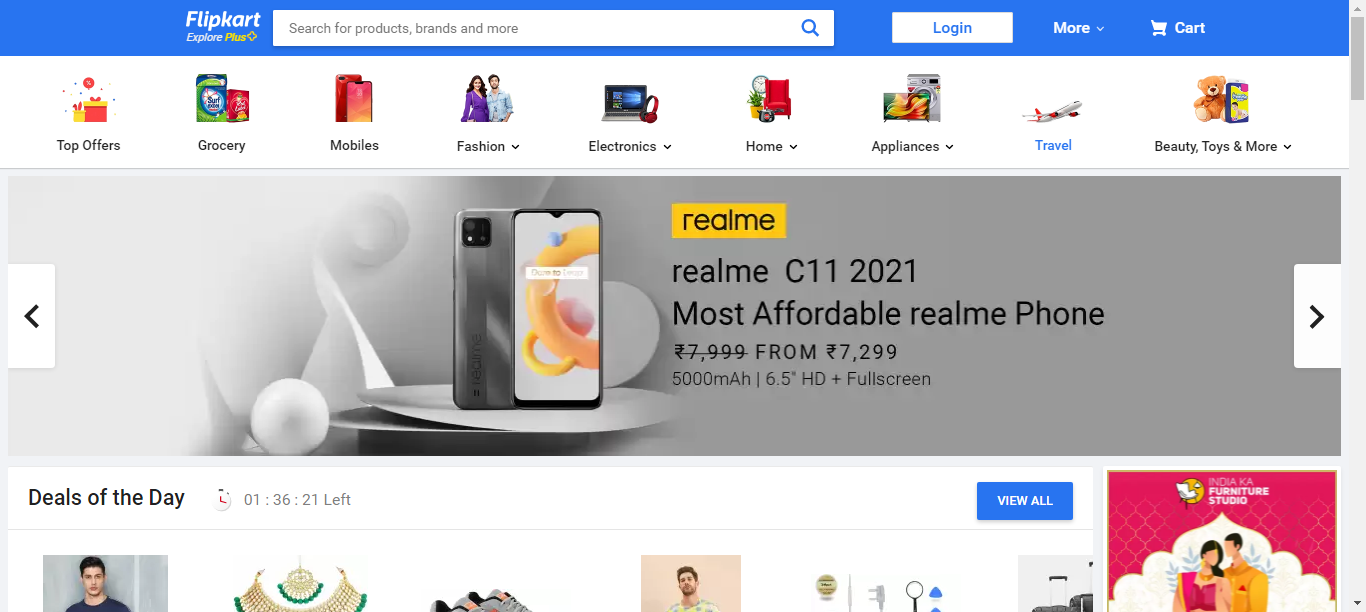 Flipkart
Explore Plus
Search for products, brands and more
Login
More
Cart
Top Offers
Grocery
Mobiles
Fashion
Electronics
Home
Appliances
Travel
Beauty, Toys & More
realme
realme C11 2021
Most Affordable realme Phone
₹7,999 FROM ₹7,299
5000mAh | 6.5" HD + Fullscreen
realme
Deals of the Day
01 : 36 : 21 Left
VIEW ALL
INDIA KA
FURNITURE
STUDIO